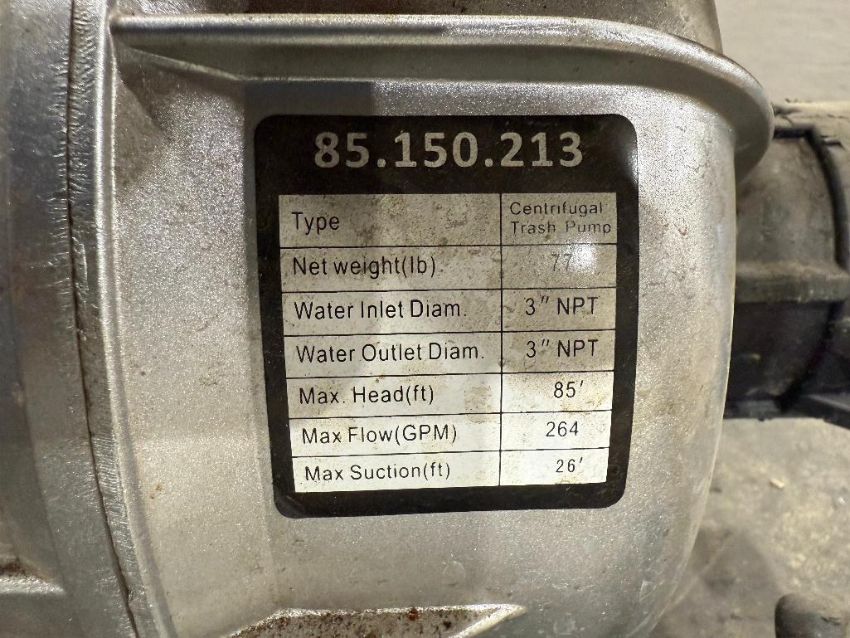 85.150.213
Type Centrifugal
Trash Pump
Net weight(lb). 77
Water Inlet Diam. 3" NPT
Water Outlet Diam. 3" NPT
Max. Head(ft) 85'
Max Flow(GPM) 264
Max Suction(ft) 26'